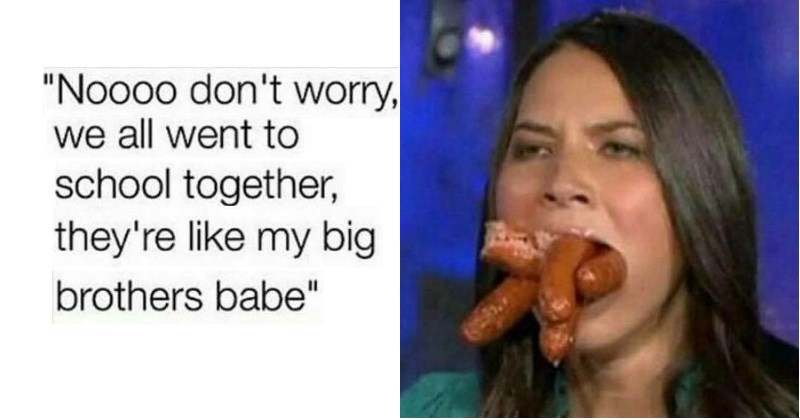 "Noooo don't worry,
we all went to
school together,
they're like my big
brothers babe"